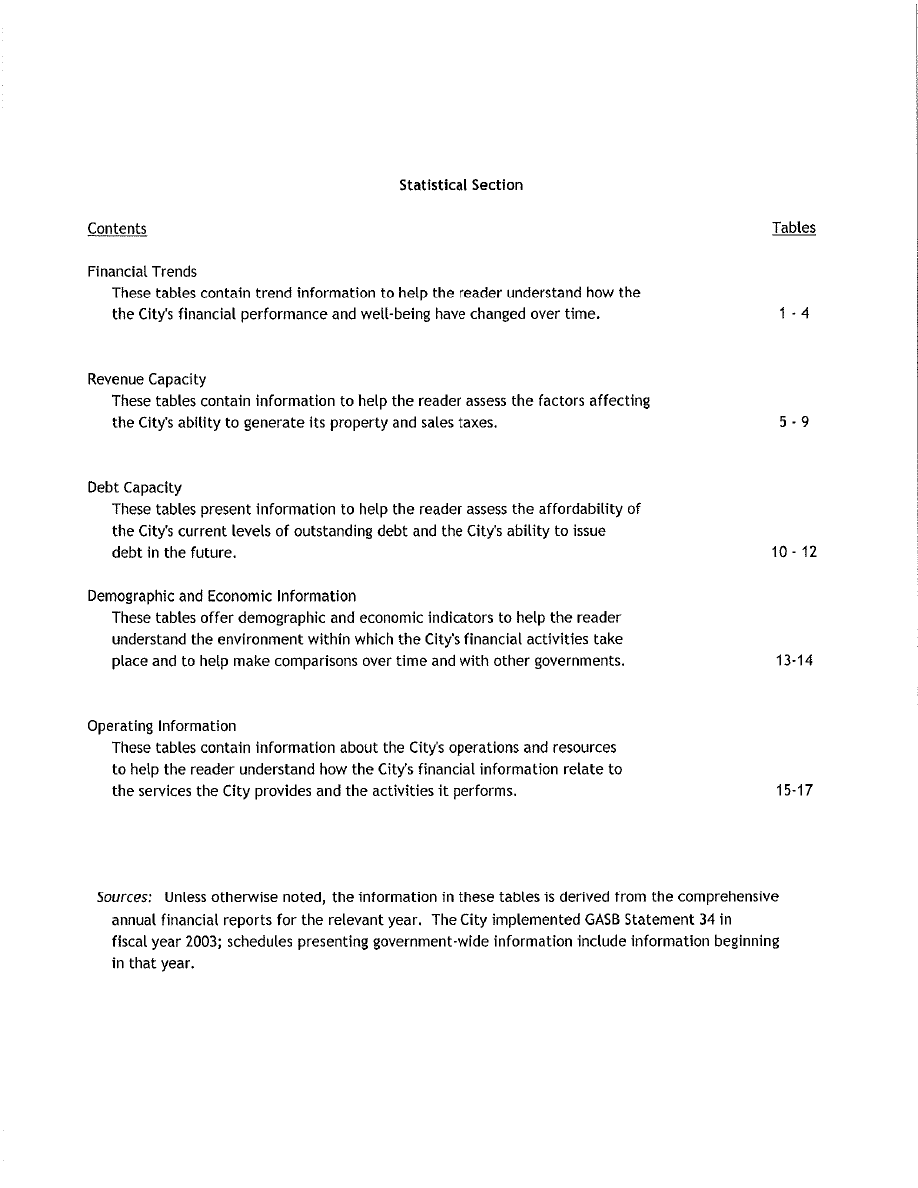 Statistical Section
Contents Tables
Financial Trends
These tables contain trend information to help the reader understand how the
the City's financial performance and well-being have changed over time. 1 - 4
Revenue Capacity
These tables contain information to help the reader assess the factors affecting
the City's ability to generate its property and sales taxes. 5 - 9
Debt Capacity
These tables present information to help the reader assess the affordability of
the City's current levels of outstanding debt and the City's ability to issue
debt in the future. 10 - 12
Demographic and Economic Information
These tables offer demographic and economic indicators to help the reader
understand the environment within which the City's financial activities take
place and to help make comparisons over time and with other governments. 13-14
Operating Information
These tables contain information about the City's operations and resources
to help the reader understand how the City's financial information relate to
the services the City provides and the activities it performs. 15-17
Sources: Unless otherwise noted, the information in these tables is derived from the comprehensive
annual financial reports for the relevant year. The City implemented GASB Statement 34 in
fiscal year 2003; schedules presenting government-wide information include information beginning
in that year.